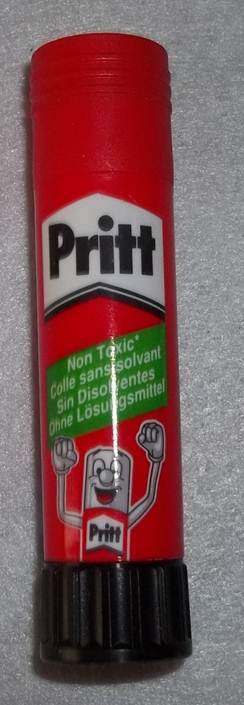 Pritt
Non Toxic*
Colle sans solvant
Sin Disolventes
Ohne Lösungsmittel
Pritt